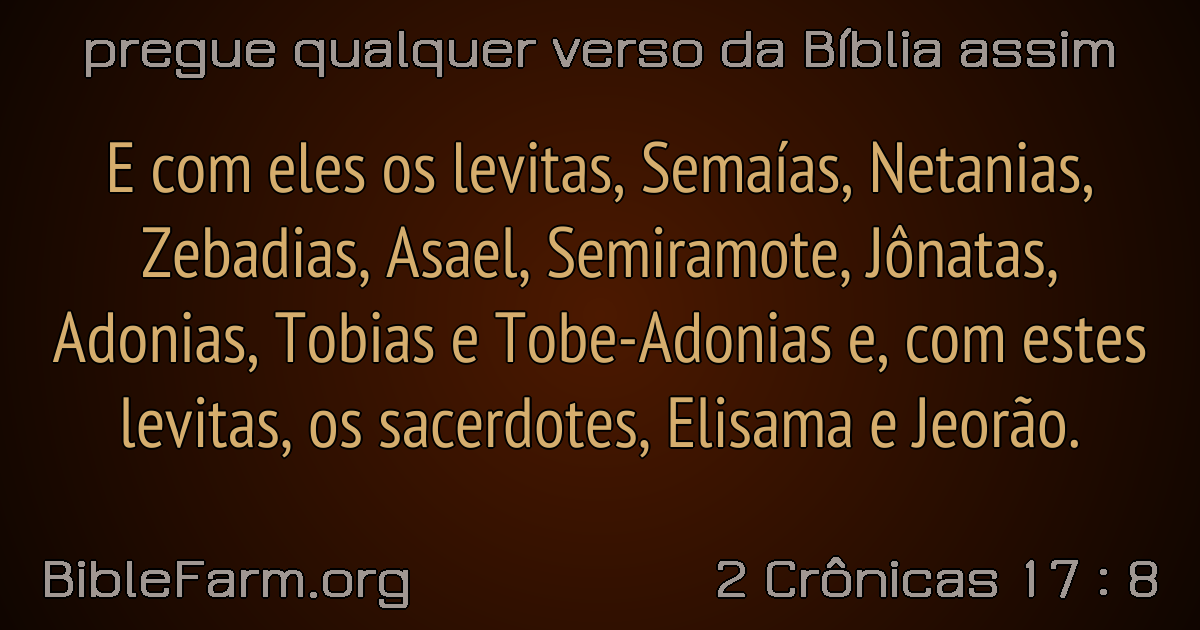 pregue qualquer verso da Bíblia assim
E com eles os levitas, Semaías, Netanias,
Zebadias, Asael, Semiramote, Jônatas,
Adonias, Tobias e Tobe-Adonias e, com estes
levitas, os sacerdotes, Elisama e Jeorão.
BibleFarm.org
2 Crônicas 17 : 8